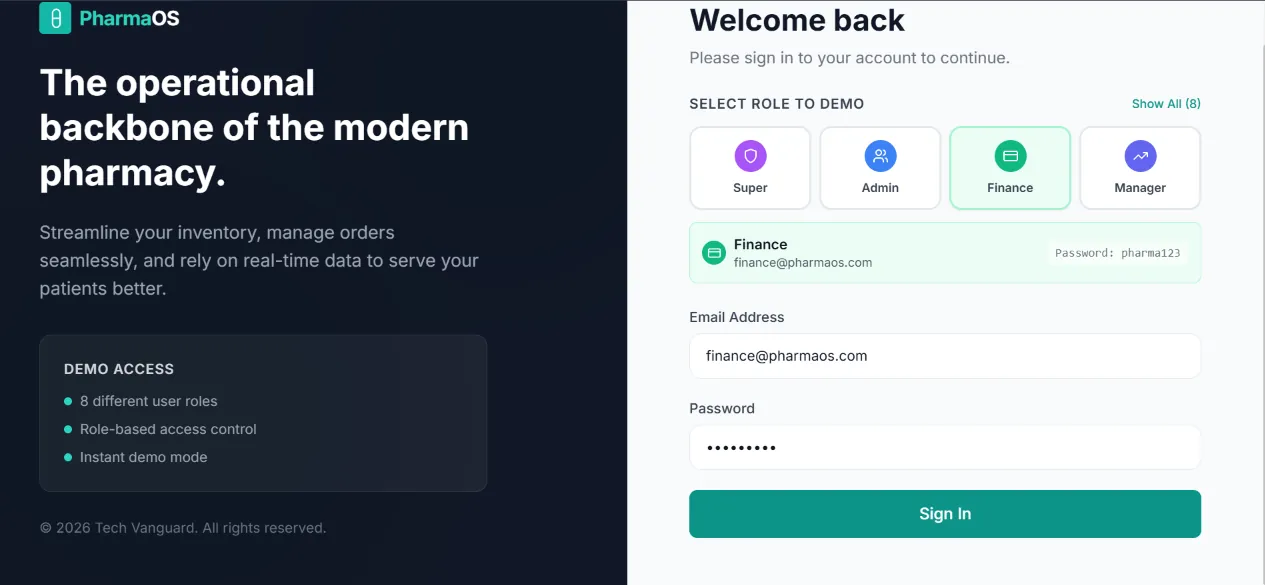 PharmaOS
The operational
backbone of the modern
pharmacy.
Streamline your inventory, manage orders
seamlessly, and rely on real-time data to serve your
patients better.
DEMO ACCESS
8 different user roles
Role-based access control
Instant demo mode
© 2026 Tech Vanguard. All rights reserved.
Welcome back
Please sign in to your account to continue.
SELECT ROLE TO DEMO
Show All (8)
Super
Admin
Finance
Manager
Finance
finance@pharmaos.com
Password: pharma123
Email Address
finance@pharmaos.com
Password
•••••••••
Sign In